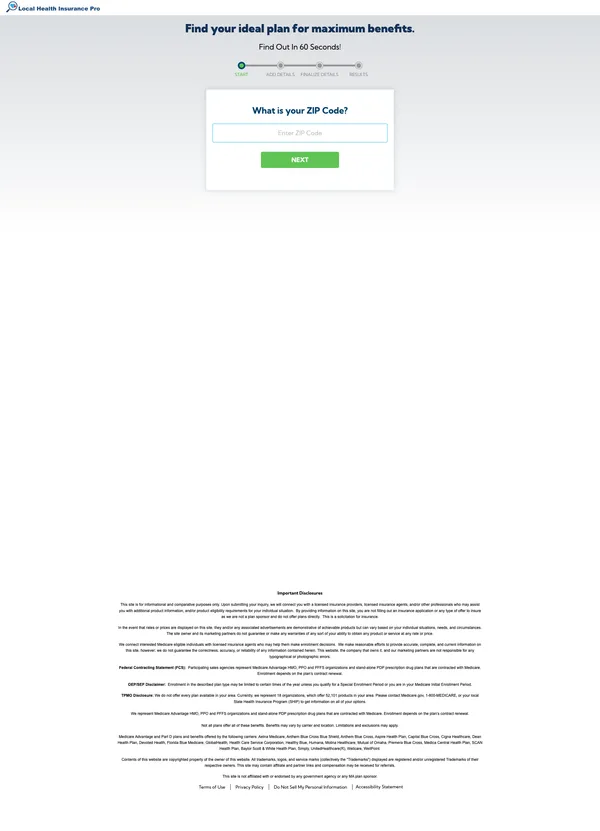 Local Health Insurance Pro
Find your ideal plan for maximum benefits.
Find Out In 60 Seconds!
START ADD DETAILS FINALIZE DETAILS RESULTS
What is your ZIP Code?
Enter ZIP Code
NEXT
Important Disclosures
This site is for informational and comparative purposes only. Upon submitting your inquiry, we will connect you with a licensed insurance providers, licensed insurance agents, and/or other professionals who may assist
you with additional product information, and/or product eligibility requirements for your individual situation. By providing information on this site, you are not filling out an insurance application or any type of offer to insure
as we are not a plan sponsor and do not offer plans directly. This is a solicitation for insurance.
In the event that rates or prices are displayed on this site, they and/or any associated advertisements are demonstrative of achievable products but can vary based on your individual situations, needs, and circumstances.
The site owner and its marketing partners do not guarantee or make any warranties of any sort of your ability to obtain any product or service at any rate or price.
We connect interested Medicare eligible individuals with licensed insurance agents who may help them make enrollment decisions. We make reasonable efforts to provide accurate, complete, and current information on
this site, however, we do not guarantee the correctness, accuracy, or reliability of any information contained herein. This website, the company that owns it, and our marketing partners are not responsible for any
typographical or photographic errors.
Federal Contracting Statement (FCS): Participating sales agencies represent Medicare Advantage HMO, PPO and PFFS organizations and stand-alone PDP prescription drug plans that are contracted with Medicare.
Enrollment depends on the plan's contract renewal.
OEP/SEP Disclaimer: Enrollment in the described plan type may be limited to certain times of the year unless you qualify for a Special Enrollment Period or you are in your Medicare Initial Enrollment Period.
TPMO Disclosure: We do not offer every plan available in your area. Currently, we represent 18 organizations, which offer 52,101 products in your area. Please contact Medicare.gov, 1-800-MEDICARE, or your local
State Health Insurance Program (SHIP) to get information on all of your options.
We represent Medicare Advantage HMO, PPO and PFFS organizations and stand-alone PDP prescription drug plans that are contracted with Medicare. Enrollment depends on the plan's contract renewal.
Not all plans offer all of these benefits. Benefits may vary by carrier and location. Limitations and exclusions may apply.
Medicare Advantage and Part D plans and benefits offered by the following carriers: Aetna Medicare, Anthem Blue Cross Blue Shield, Anthem Blue Cross, Aspire Health Plan, Capital Blue Cross, Cigna Healthcare, Dean
Health Plan, Devoted Health, Florida Blue Medicare, GlobalHealth, Health Care Service Corporation, Healthy Blue, Humana, Molina Healthcare, Mutual of Omaha, Premera Blue Cross, Medica Central Health Plan, SCAN
Health Plan, Baylor Scott & White Health Plan, Simply, UnitedHealthcare(R), Wellcare, WellPoint
Contents of this website are copyrighted property of the owner of this website. All trademarks, logos, and service marks (collectively the "Trademarks") displayed are registered and/or unregistered Trademarks of their
respective owners. This site may contain affiliate and partner links and compensation may be received for referrals.
This site is not affiliated with or endorsed by any government agency or any MA plan sponsor.
Terms of Use | Privacy Policy | Do Not Sell My Personal Information | Accessibility Statement